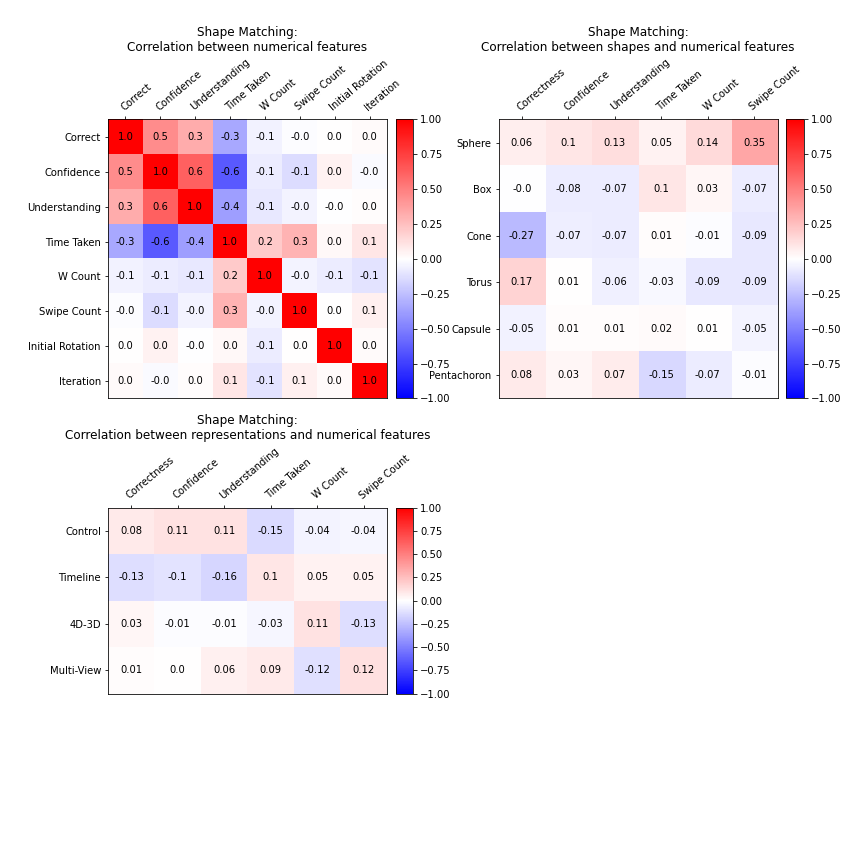 Shape Matching:
Correlation between numerical features
Correct Confidence Understanding Time Taken W Count Swipe Count Initial Rotation Iteration
Correct 1.0 0.5 0.3 -0.3 -0.1 -0.0 0.0 0.0
Confidence 0.5 1.0 0.6 -0.6 -0.1 -0.1 0.0 -0.0
Understanding 0.3 0.6 1.0 -0.4 -0.1 -0.0 -0.0 0.0
Time Taken -0.3 -0.6 -0.4 1.0 0.2 0.3 0.0 0.1
W Count -0.1 -0.1 -0.1 0.2 1.0 -0.0 -0.1 -0.1
Swipe Count -0.0 -0.1 -0.0 0.3 -0.0 1.0 0.0 0.1
Initial Rotation 0.0 0.0 -0.0 0.0 -0.1 0.0 1.0 0.0
Iteration 0.0 -0.0 0.0 0.1 -0.1 0.1 0.0 1.0
1.00
0.75
0.50
0.25
0.00
−0.25
−0.50
−0.75
−1.00
Shape Matching:
Correlation between shapes and numerical features
Correctness Confidence Understanding Time Taken W Count Swipe Count
Sphere 0.06 0.1 0.13 0.05 0.14 0.35
Box -0.0 -0.08 -0.07 0.1 0.03 -0.07
Cone -0.27 -0.07 -0.07 0.01 -0.01 -0.09
Torus 0.17 0.01 -0.06 -0.03 -0.09 -0.09
Capsule -0.05 0.01 0.01 0.02 0.01 -0.05
Pentachoron 0.08 0.03 0.07 -0.15 -0.07 -0.01
1.00
0.75
0.50
0.25
0.00
−0.25
−0.50
−0.75
−1.00
Shape Matching:
Correlation between representations and numerical features
Correctness Confidence Understanding Time Taken W Count Swipe Count
Control 0.08 0.11 0.11 -0.15 -0.04 -0.04
Timeline -0.13 -0.1 -0.16 0.1 0.05 0.05
4D-3D 0.03 -0.01 -0.01 -0.03 0.11 -0.13
Multi-View 0.01 0.0 0.06 0.09 -0.12 0.12
1.00
0.75
0.50
0.25
0.00
−0.25
−0.50
−0.75
−1.00